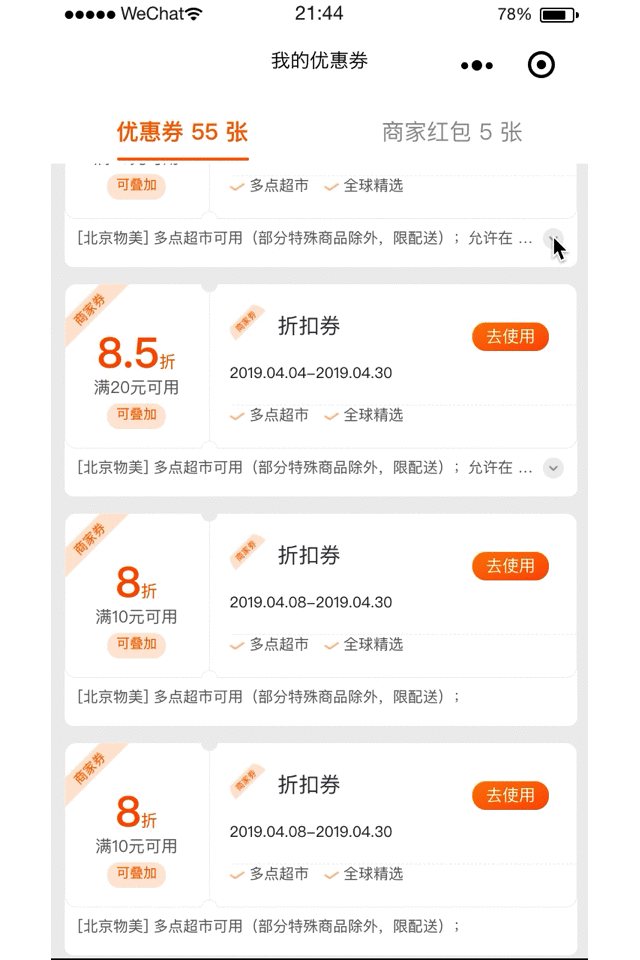 WeChat
21:44
78%
我的优惠券
优惠券 55 张
商家红包 5 张
可叠加
多点超市
全球精选
[北京物美] 多点超市可用（部分特殊商品除外，限配送）；允许在 ...
商家券
8.5折
满20元可用
可叠加
商家券
折扣券
去使用
2019.04.04-2019.04.30
多点超市
全球精选
[北京物美] 多点超市可用（部分特殊商品除外，限配送）；允许在 ...
商家券
8折
满10元可用
可叠加
商家券
折扣券
去使用
2019.04.08-2019.04.30
多点超市
全球精选
[北京物美] 多点超市可用（部分特殊商品除外，限配送）；
商家券
8折
满10元可用
可叠加
商家券
折扣券
去使用
2019.04.08-2019.04.30
多点超市
全球精选
[北京物美] 多点超市可用（部分特殊商品除外，限配送）；